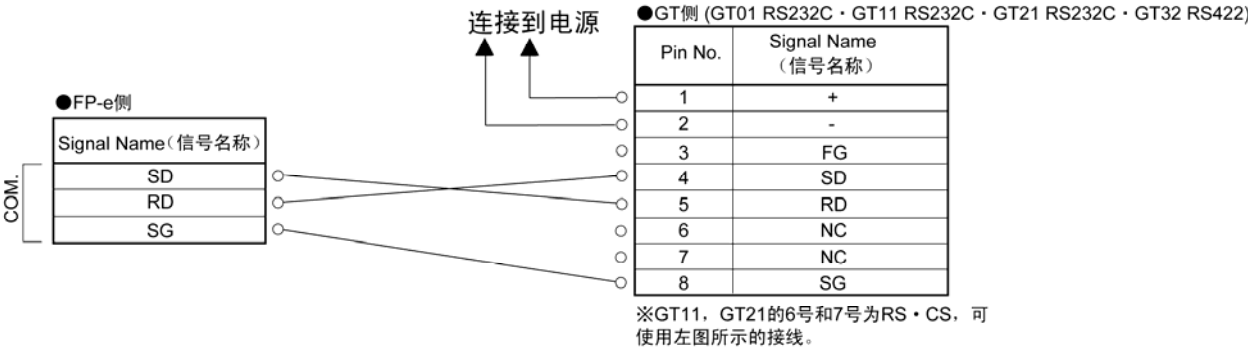 连接到电源
●GT侧 (GT01 RS232C・GT11 RS232C・GT21 RS232C・GT32 RS422)
Pin No. Signal Name
（信号名称）
1 +
2 -
3 FG
4 SD
5 RD
6 NC
7 NC
8 SG
●FP-e侧
Signal Name（信号名称）
COM.
SD
RD
SG
※GT11，GT21的6号和7号为RS・CS，可
使用左图所示的接线。